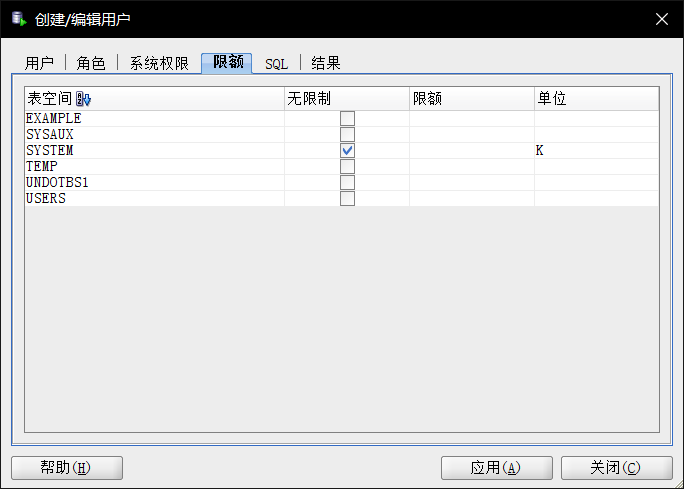 创建/编辑用户
用户 角色 系统权限 限额 SQL 结果
表空间 无限制 限额 单位
EXAMPLE
SYSAUX
SYSTEM K
TEMP
UNDOTBS1
USERS
帮助(H) 应用(A) 关闭(C)